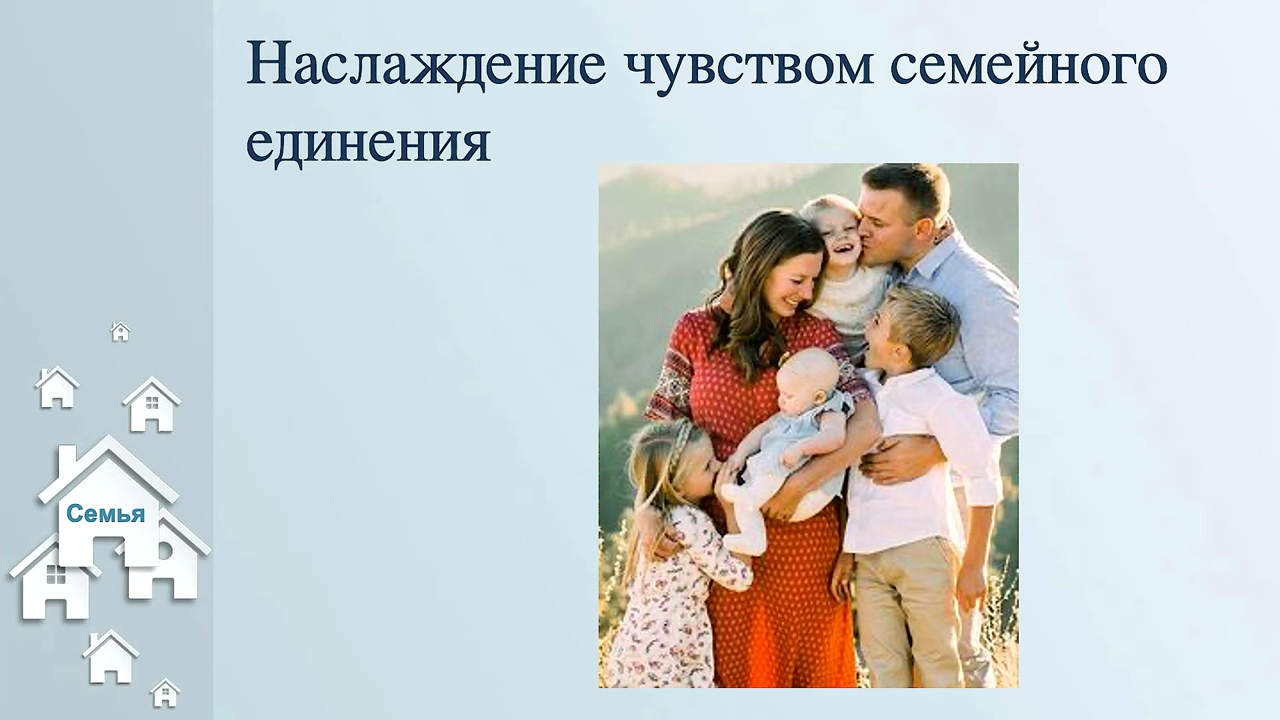 Наслаждение чувством семейного
единения
Семья